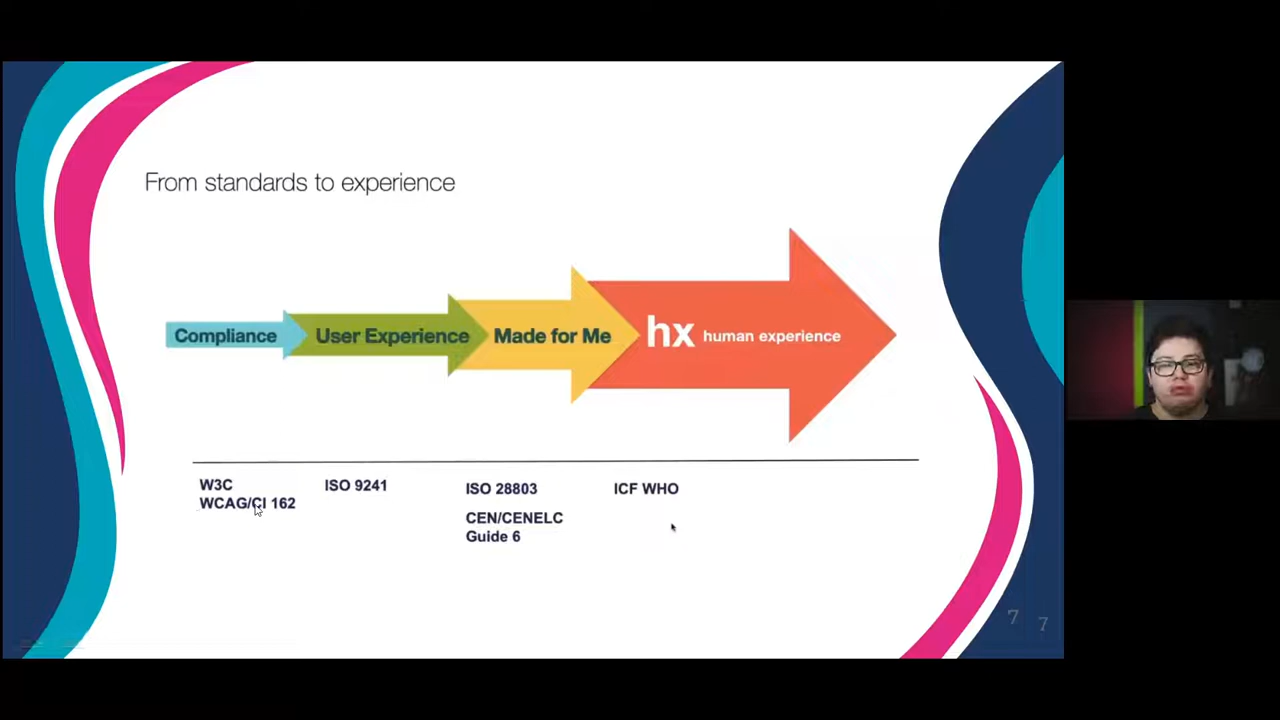 From standards to experience
Compliance
User Experience
Made for Me
hx human experience
W3C
WCAG/CI 162
ISO 9241
ISO 28803
CEN/CENELC
Guide 6
ICF WHO
7
7